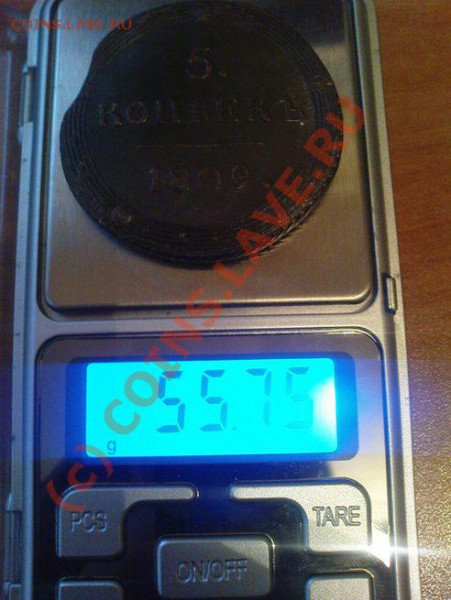 COINS.LAVE.RU
5.
КОПѢЕКЪ
1809.
(c) COINS.LAVE.RU
55.75
g
PCS
TARE
ON/OFF